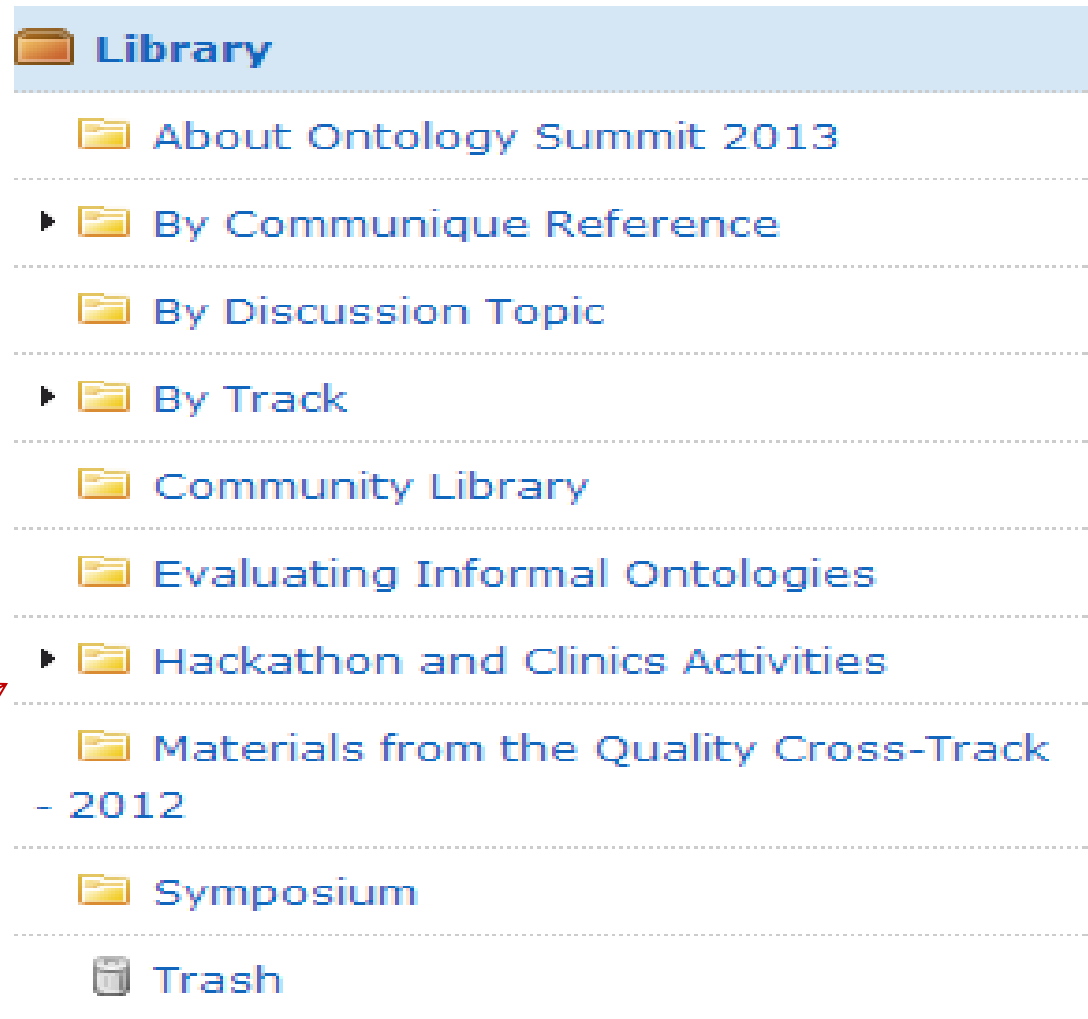 Library
About Ontology Summit 2013
By Communique Reference
By Discussion Topic
By Track
Community Library
Evaluating Informal Ontologies
Hackathon and Clinics Activities
Materials from the Quality Cross-Track
- 2012
Symposium
Trash